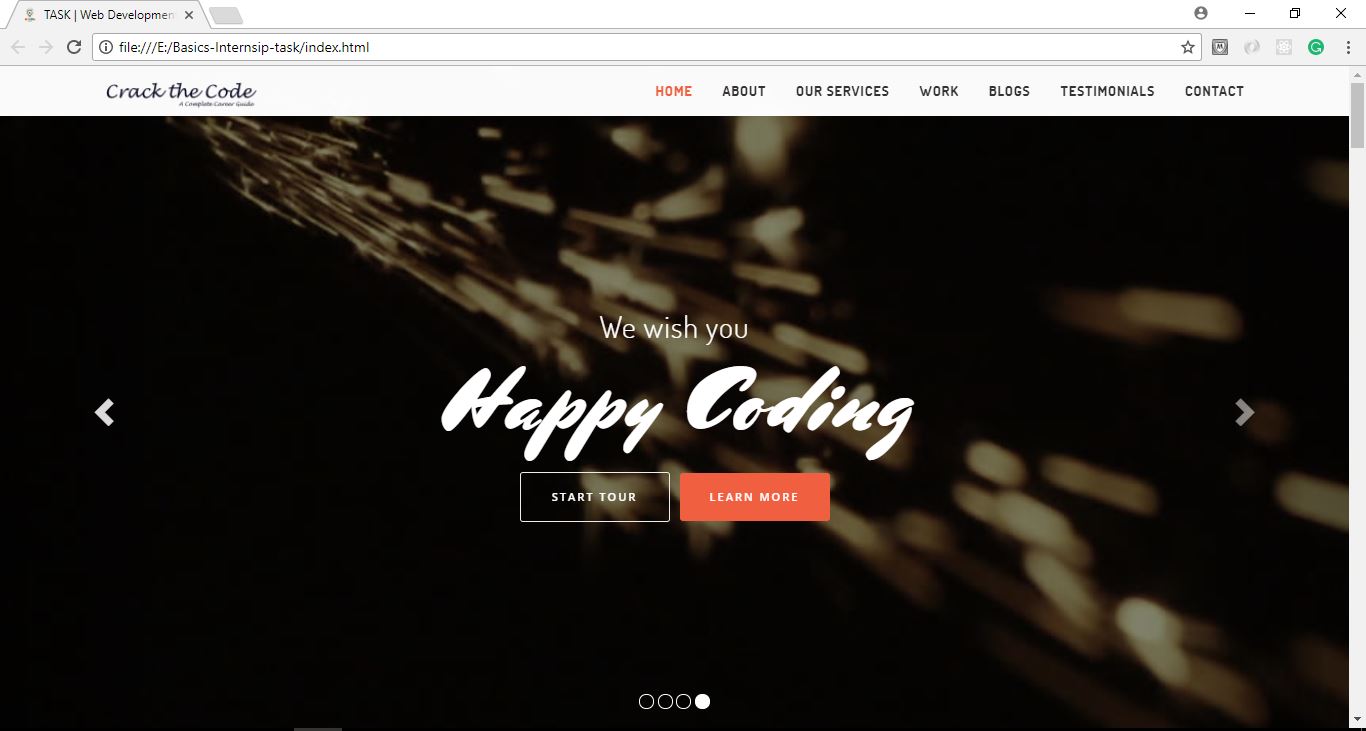 TASK | Web Developmen
file:///E:/Basics-Internsip-task/index.html
Crack the Code
A Complete Career Guide
HOME ABOUT OUR SERVICES WORK BLOGS TESTIMONIALS CONTACT
We wish you
Happy Coding
START TOUR LEARN MORE